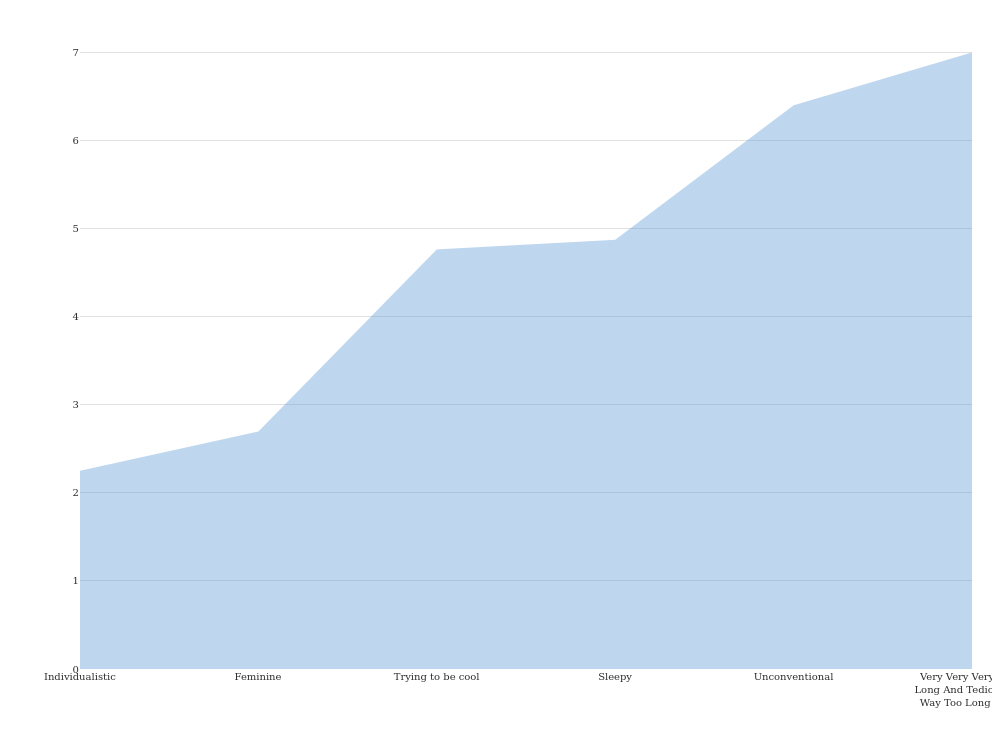 7
6
5
4
3
2
1
0
Individualistic Feminine Trying to be cool Sleepy Unconventional Very Very Very
Long And
Way Too Long